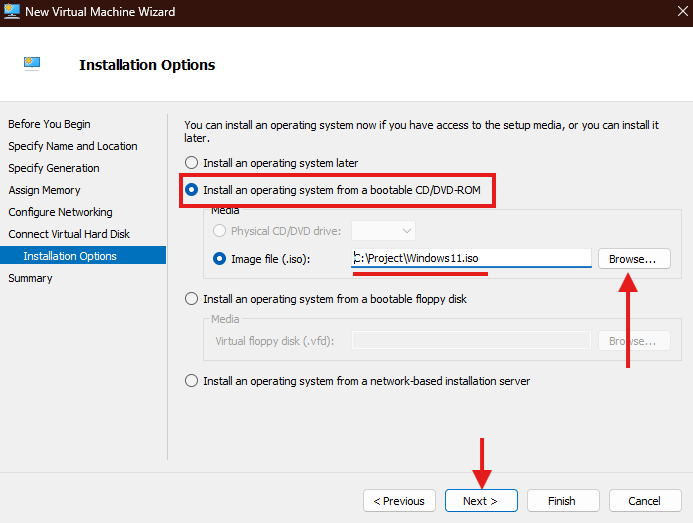 New Virtual Machine Wizard
Installation Options
Before You Begin
Specify Name and Location
Specify Generation
Assign Memory
Configure Networking
Connect Virtual Hard Disk
Installation Options
Summary
You can install an operating system now if you have access to the setup media, or you can install it
later.
Install an operating system later
Install an operating system from a bootable CD/DVD-ROM
Media
Physical CD/DVD drive:
Image file (.iso): C:\Project\Windows11.iso Browse...
Install an operating system from a bootable floppy disk
Media
Virtual floppy disk (.vfd): Browse...
Install an operating system from a network-based installation server
< Previous Next > Finish Cancel